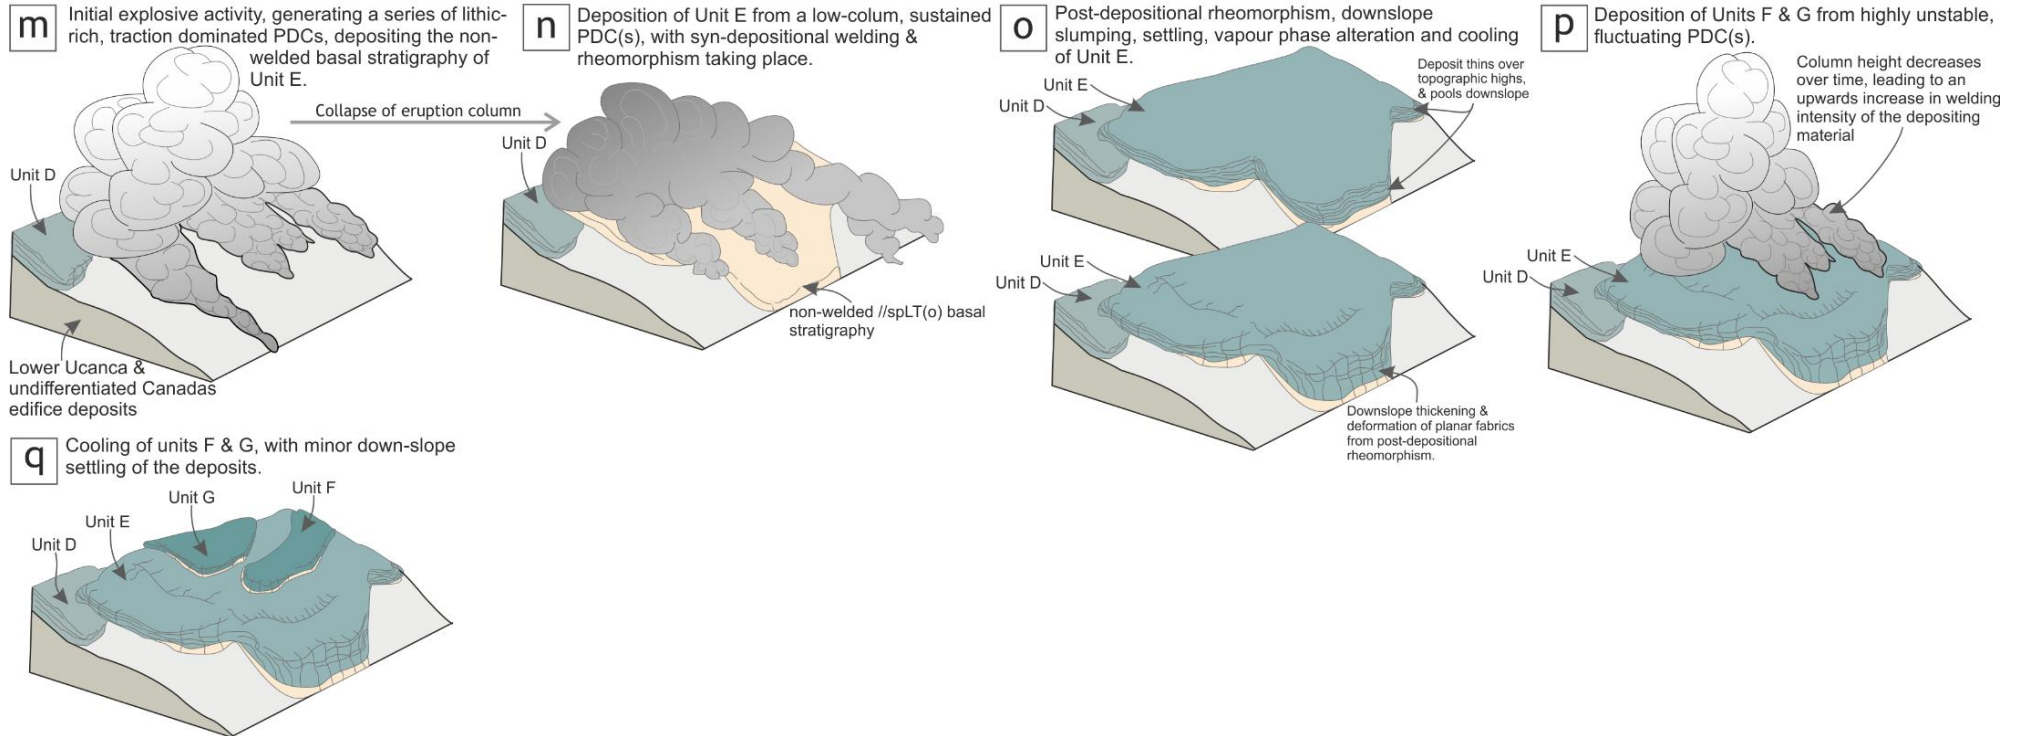 m
Initial explosive activity, generating a series of lithic-
rich, traction dominated PDCs, depositing the non-
welded basal stratigraphy of
Unit E.
Unit D
Lower Ucanca &
undifferentiated Canadas
edifice deposits
Collapse of eruption column
n
Deposition of Unit E from a low-colum, sustained
PDC(s), with syn-depositional welding &
rheomorphism taking place.
Unit D
non-welded //spLT(o) basal
stratigraphy
o
Post-depositional rheomorphism, downslope
slumping, settling, vapour phase alteration and cooling
of Unit E.
Unit E
Unit D
Deposit thins over
topographic highs,
& pools downslope
Unit E
Unit D
Downslope thickening &
deformation of planar fabrics
from post-depositional
rheomorphism.
p
Deposition of Units F & G from highly unstable,
fluctuating PDC(s).
Column height decreases
over time, leading to an
upwards increase in welding
intensity of the depositing
material
Unit E
Unit D
q
Cooling of units F & G, with minor down-slope
settling of the deposits.
Unit G
Unit F
Unit E
Unit D